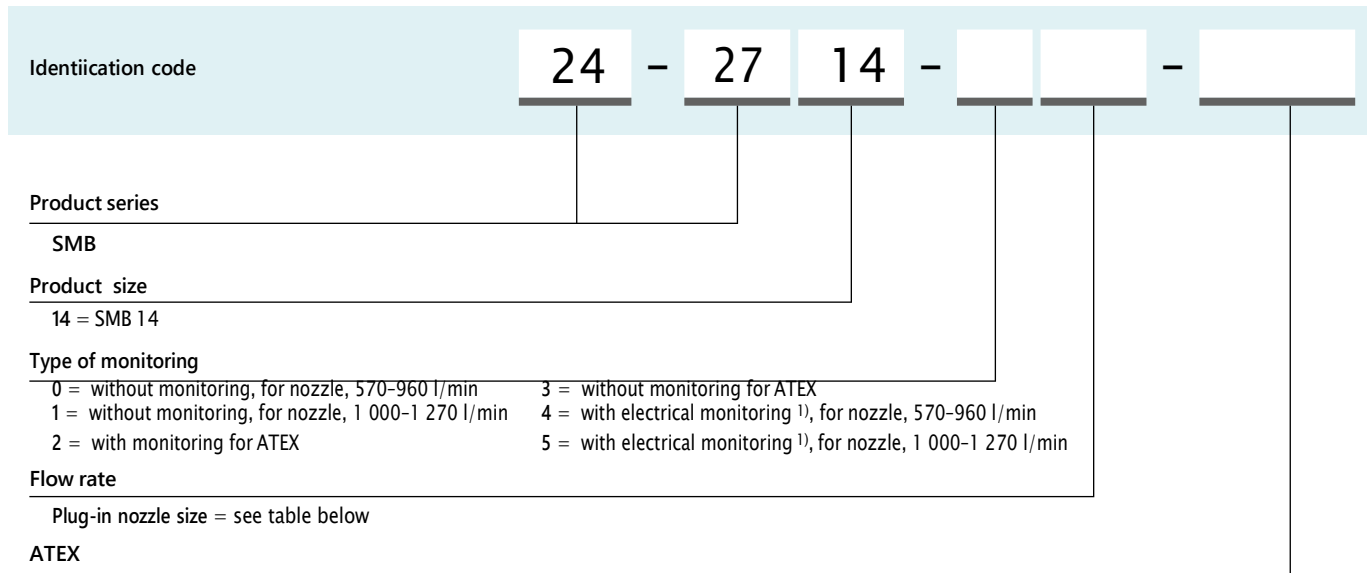 Identiication code 24 – 27 14 – –
Product series
SMB
Product size
14 = SMB 14
Type of monitoring
0 = without monitoring, for nozzle, 570–960 l/min 3 = without monitoring for ATEX
1 = without monitoring, for nozzle, 1 000–1 270 l/min 4 = with electrical monitoring 1), for nozzle, 570–960 l/min
2 = with monitoring for ATEX 5 = with electrical monitoring 1), for nozzle, 1 000–1 270 l/min
Flow rate
Plug-in nozzle size = see table below
ATEX